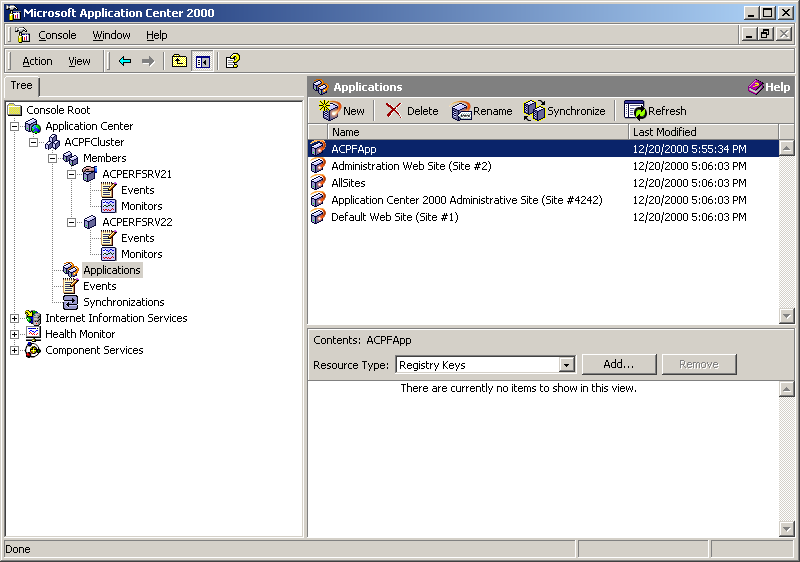 Microsoft Application Center 2000
Console Window Help
Action View
Tree
Console Root
Application Center
ACPFCluster
Members
ACPERFSRV21
Events
Monitors
ACPERFSRV22
Events
Monitors
Applications
Events
Synchronizations
Internet Information Services
Health Monitor
Component Services
Applications Help
New Delete Rename Synchronize Refresh
Name Last Modified
ACPFApp 12/20/2000 5:55:34 PM
Administration Web Site (Site #2) 12/20/2000 5:06:03 PM
AllSites 12/20/2000 5:06:03 PM
Application Center 2000 Administrative Site (Site #4242) 12/20/2000 5:06:03 PM
Default Web Site (Site #1) 12/20/2000 5:06:03 PM
Contents: ACPFApp
Resource Type: Registry Keys Add... Remove
There are currently no items to show in this view.
Done